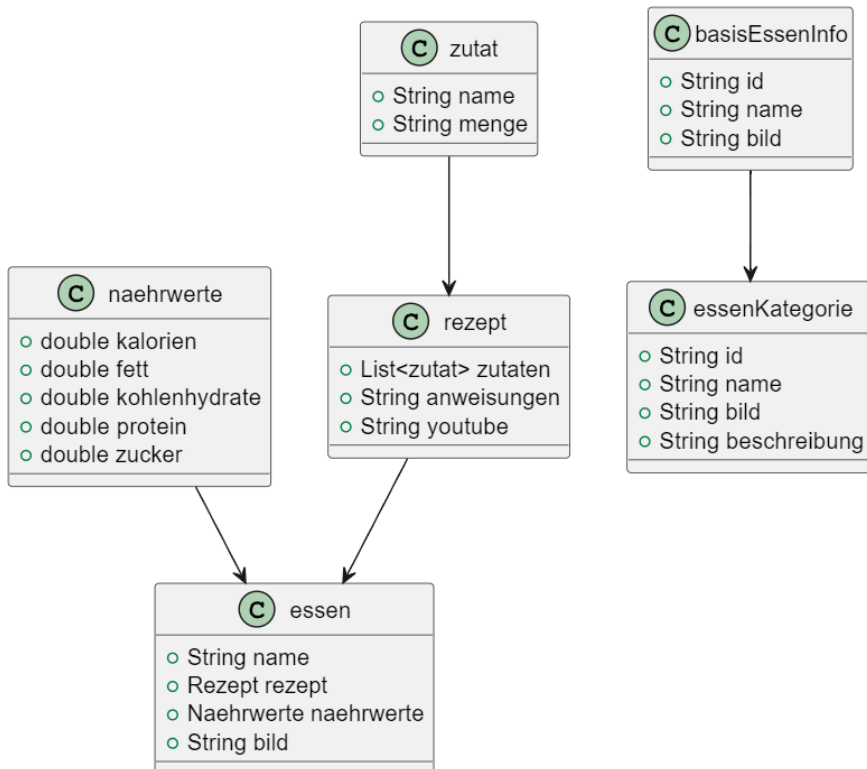 C zutat
String name
String menge
C basisEssenInfo
String id
String name
String bild
C naehrwerte
double kalorien
double fett
double kohlenhydrate
double protein
double zucker
C rezept
List<zutat> zutaten
String anweisungen
String youtube
C essenKategorie
String id
String name
String bild
String beschreibung
C essen
String name
Rezept rezept
Naehrwerte naehrwerte
String bild